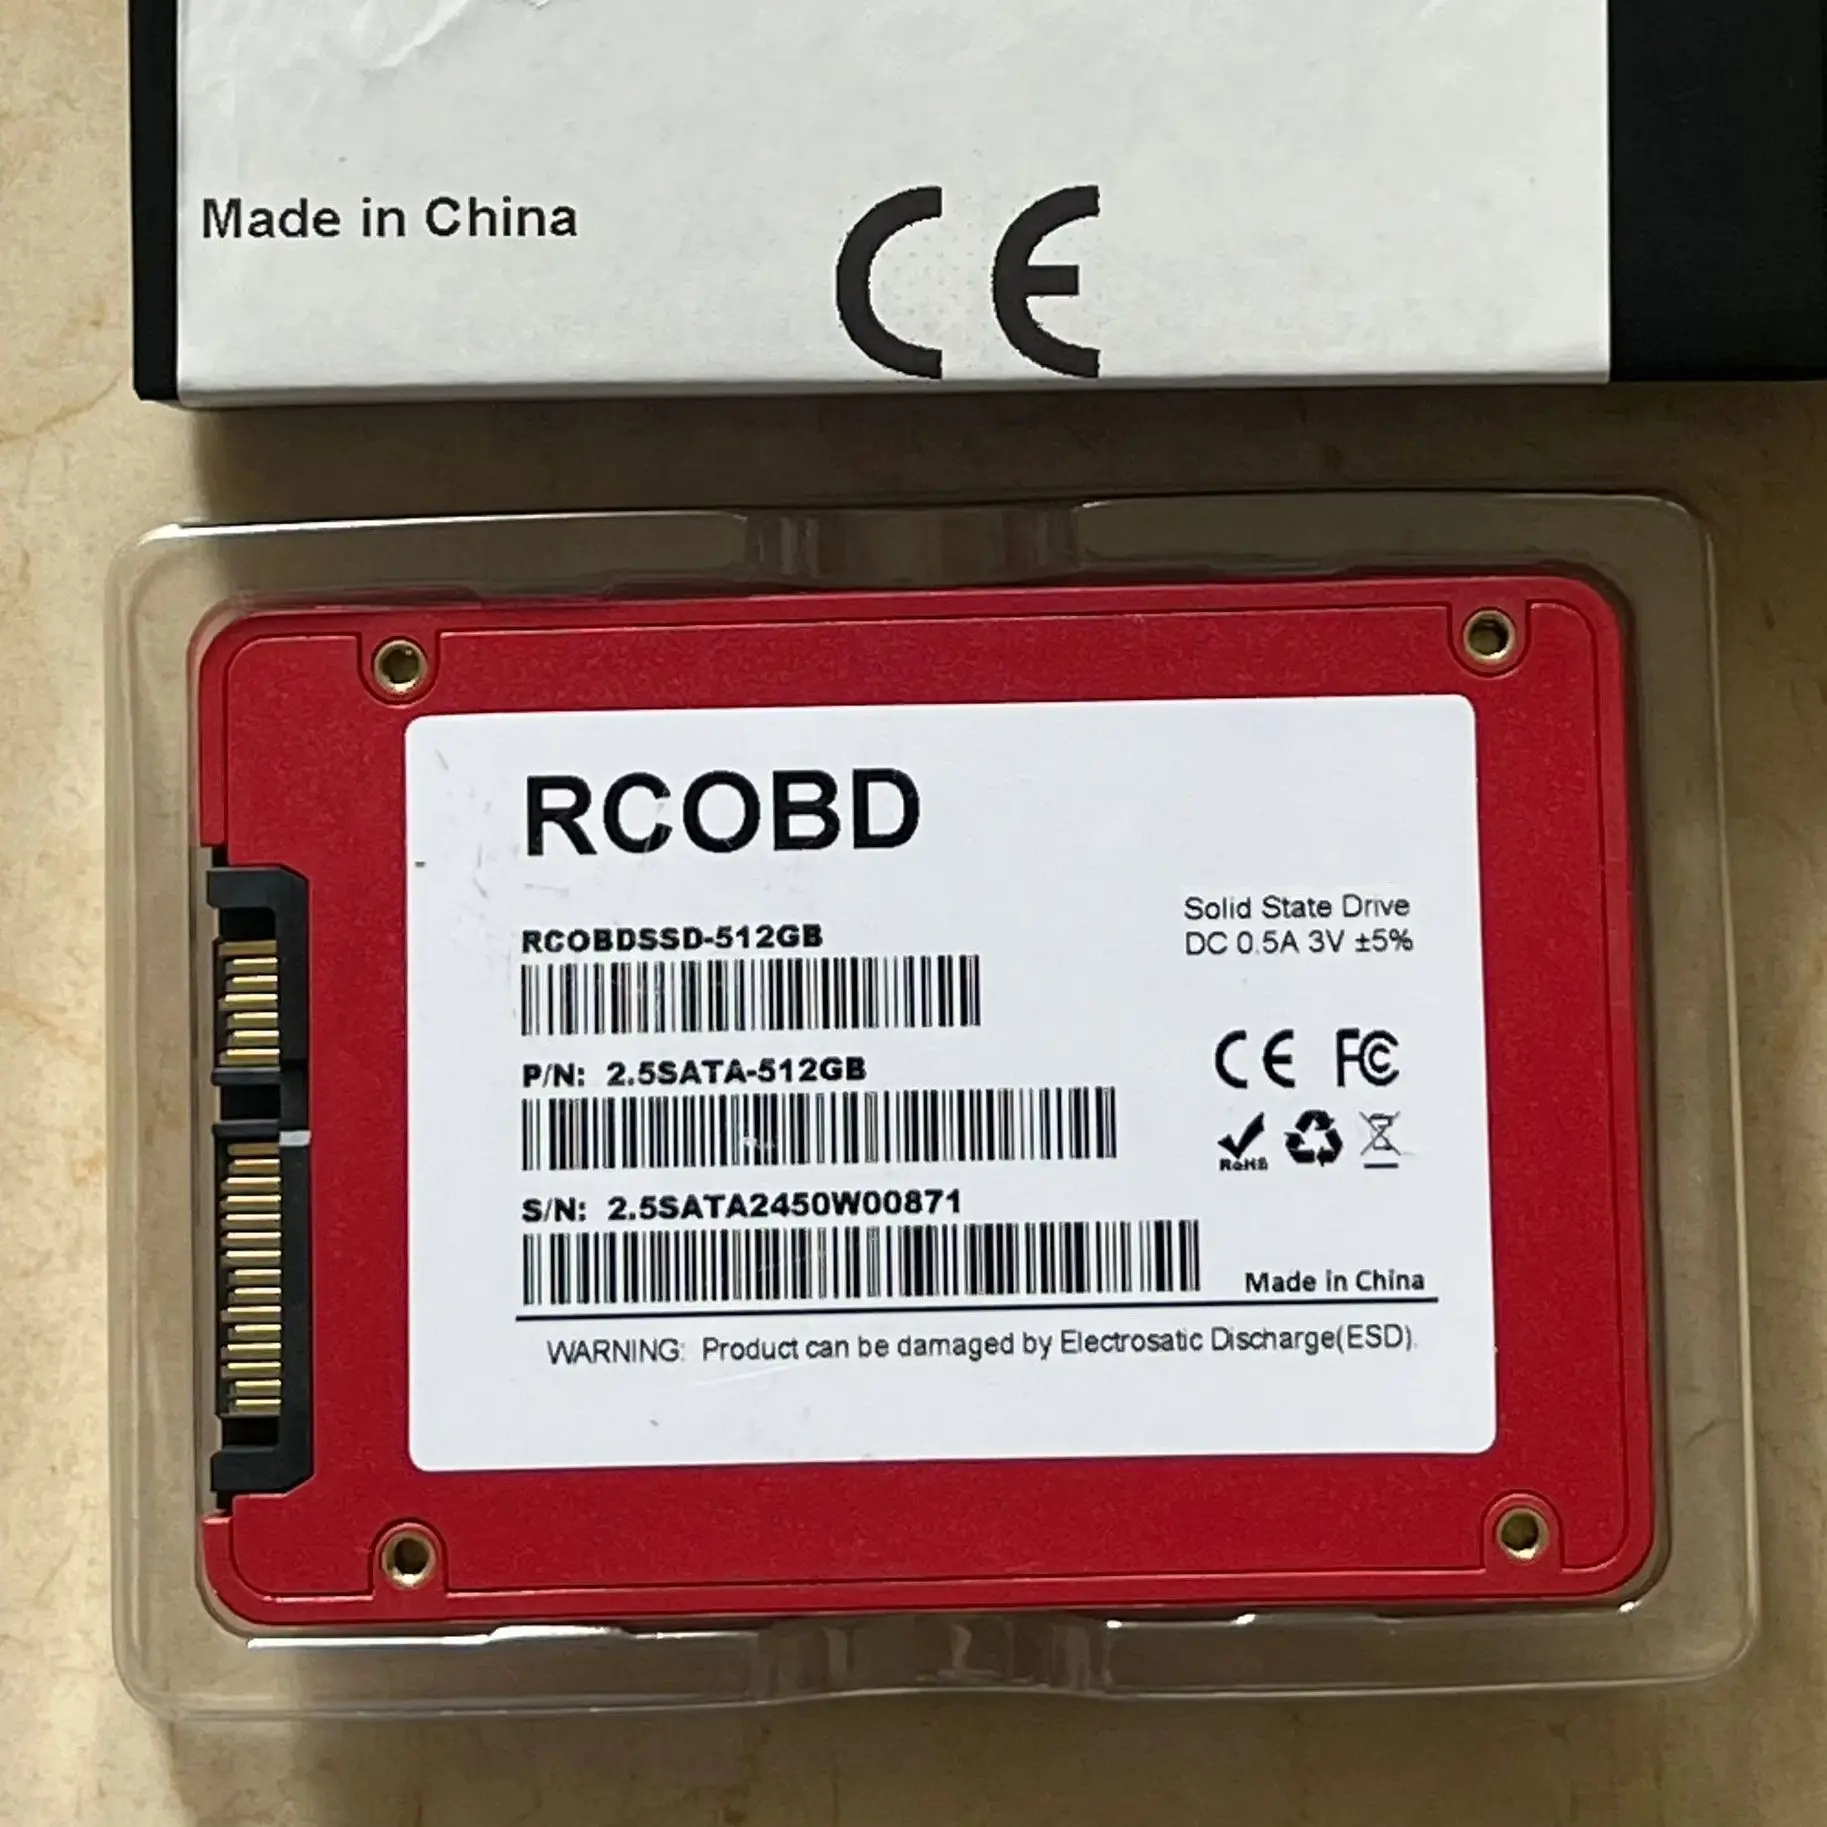 Made in China
CE
RCOBD
RCOBDSSD-512GB
Solid State Drive
DC 0.5A 3V ±5%
P/N: 2.5SATA-512GB
CE FC
RoHS
S/N: 2.5SATA2450W00871
Made in China
WARNING: Product can be damaged by Electrosatic Discharge(ESD).